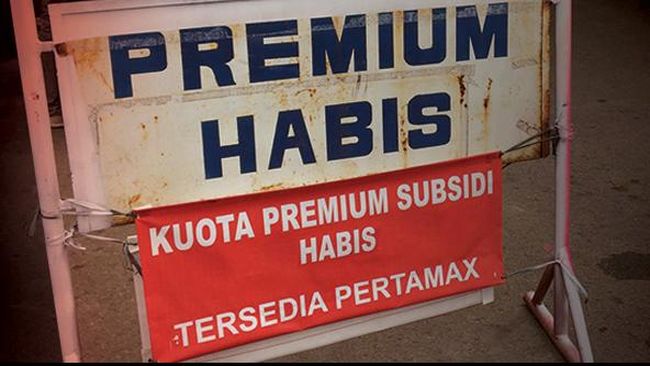 PREMIUM
HABIS
KUOTA PREMIUM SUBSIDI
HABIS
TERSEDIA PERTAMAX